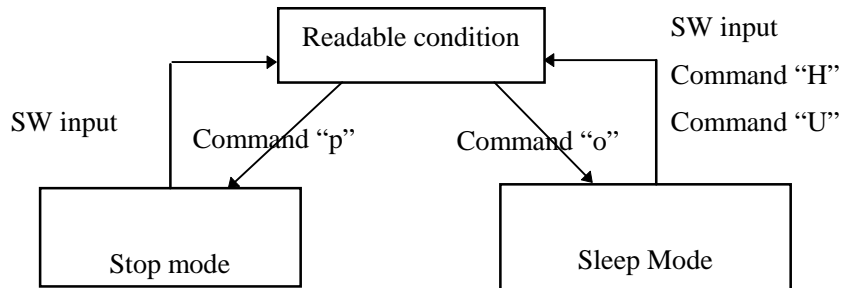 Readable condition
SW input
Command “H”
Command “U”
SW input
Command “p”
Command “o”
Stop mode
Sleep Mode